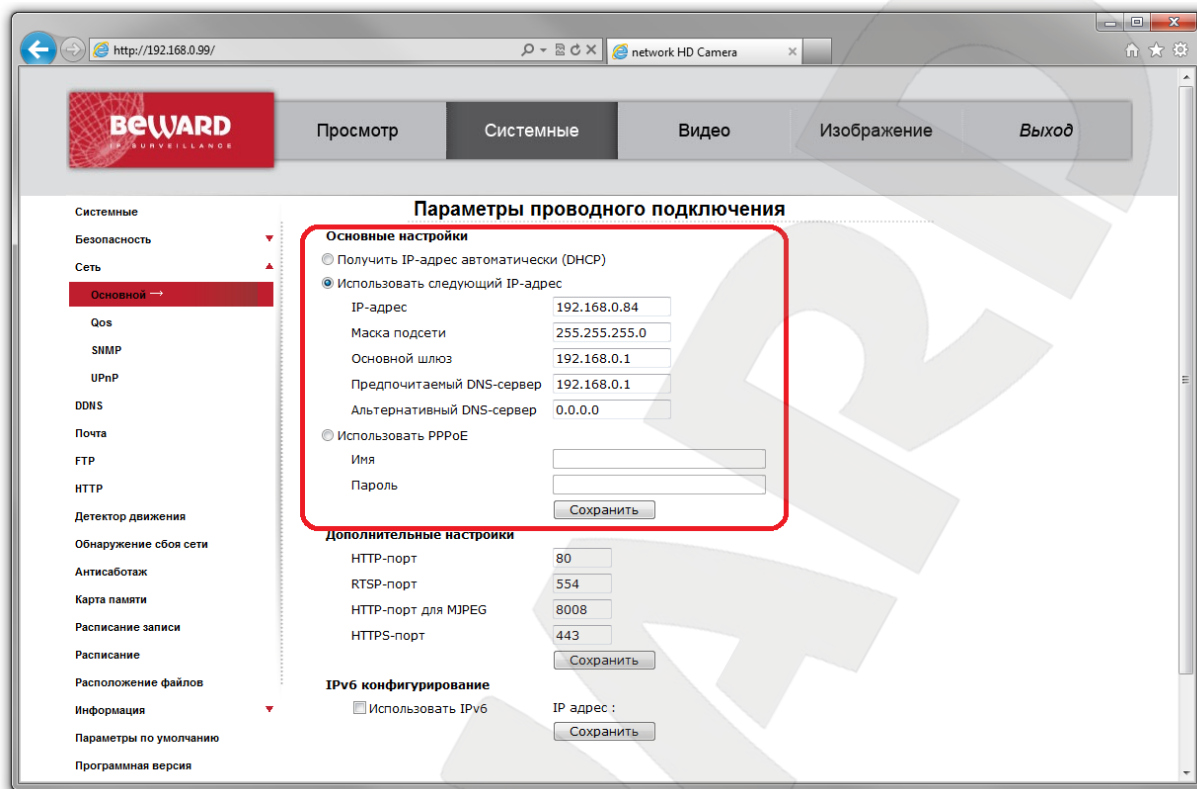 http://192.168.0.99/
network HD Camera
BEWARD
IP SURVEILLANCE
Просмотр
Системные
Видео
Изображение
Выход
Системные
Безопасность
Сеть
Основной →
Qos
SNMP
UPnP
DDNS
Почта
FTP
HTTP
Детектор движения
Обнаружение сбоя сети
Антисаботаж
Карта памяти
Расписание записи
Расписание
Расположение файлов
Информация
Параметры по умолчанию
Программная версия
Параметры проводного подключения
Основные настройки
Получить IP-адрес автоматически (DHCP)
Использовать следующий IP-адрес
IP-адрес 192.168.0.84
Маска подсети 255.255.255.0
Основной шлюз 192.168.0.1
Предпочитаемый DNS-сервер 192.168.0.1
Альтернативный DNS-сервер 0.0.0.0
Использовать PPPoE
Имя
Пароль
Сохранить
Дополнительные настройки
HTTP-порт 80
RTSP-порт 554
HTTP-порт для MJPEG 8008
HTTPS-порт 443
Сохранить
IPv6 конфигурирование
Использовать IPv6 IP адрес :
Сохранить